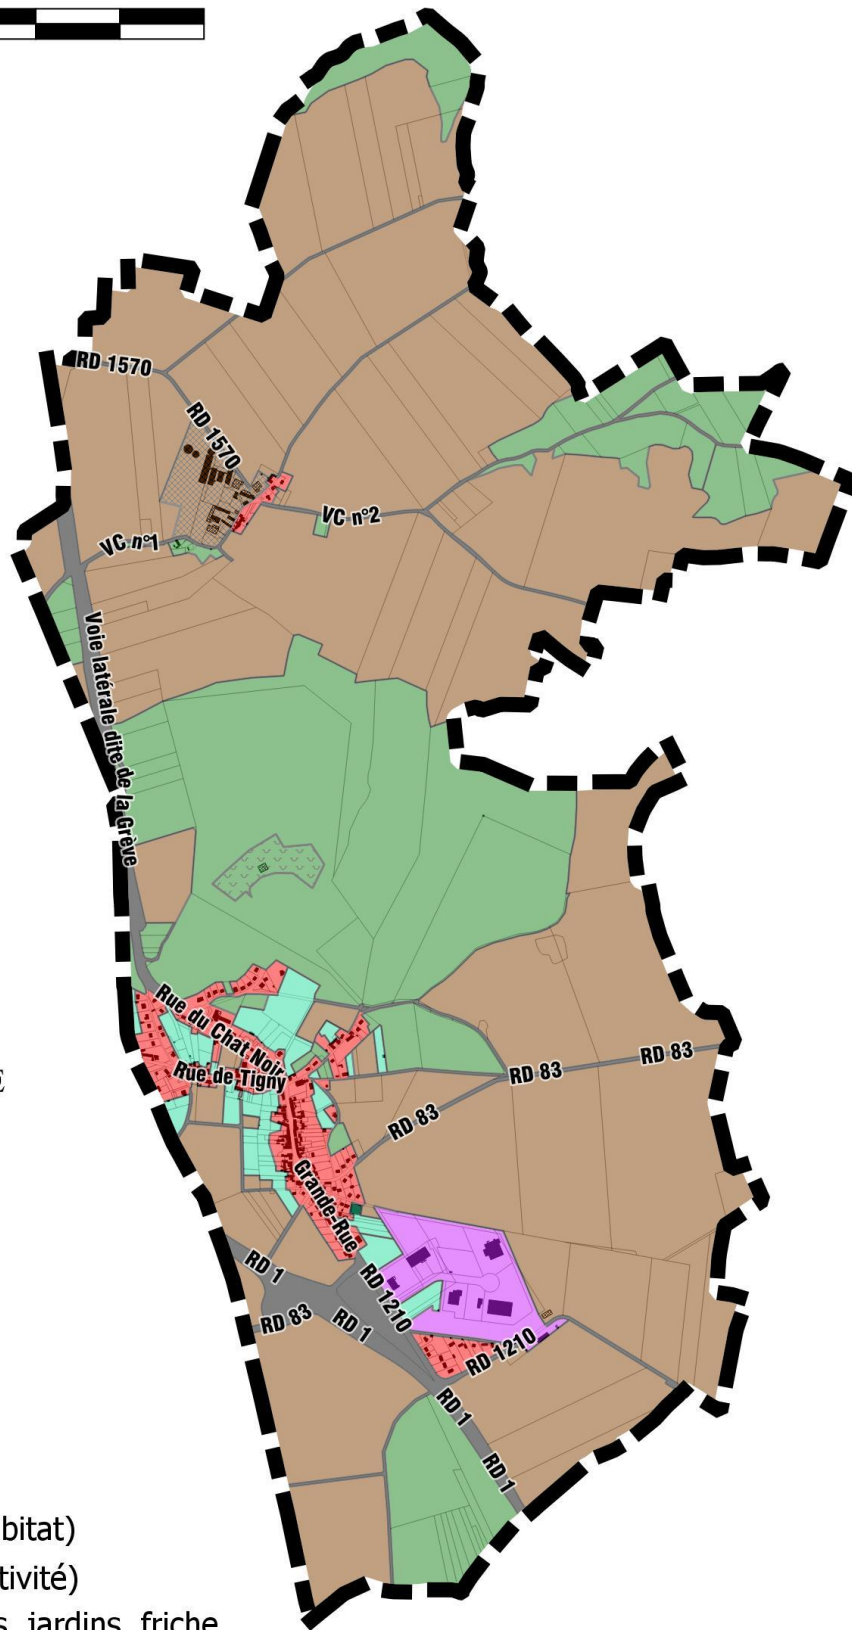 RD 1570
RD 1570
VC n°2
VC n°1
Voie latérale dite de la Grève
Rue du Chat Noir
Rue de Tigny
RD 83
RD 83
RD 83
Grande-Rue
RD 1
RD 1210
RD 83
RD 1
RD 1210
RD 1
RD 1
bitat)
tivité)
s jardins friche